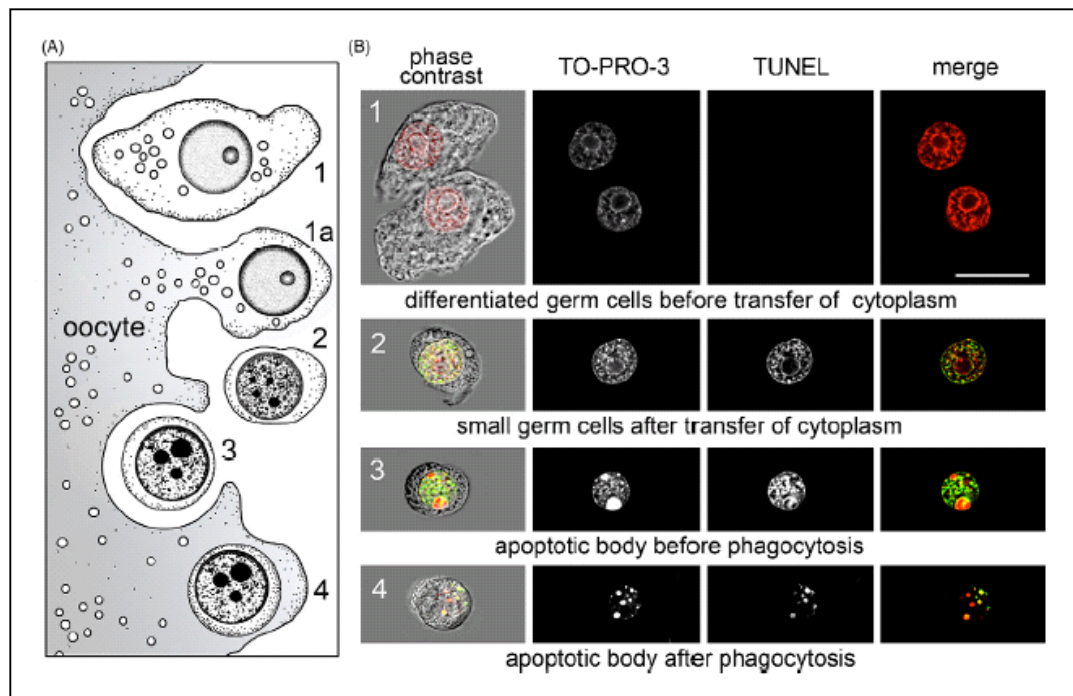 (A)
1
1a
oocyte
2
3
4
(B)
phase
contrast
TO-PRO-3
TUNEL
merge
1
differentiated germ cells before transfer of cytoplasm
2
small germ cells after transfer of cytoplasm
3
apoptotic body before phagocytosis
4
apoptotic body after phagocytosis